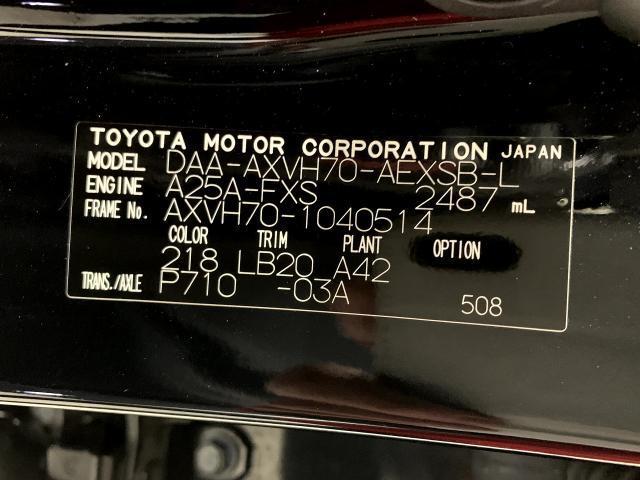 TOYOTA MOTOR CORPORATION JAPAN
MODEL DAA-AXVH70-AEXSB-L
ENGINE A25A-FXS 2487 mL
FRAME No. AXVH70-1040514
COLOR TRIM PLANT OPTION
218 LB20 A42
TRANS./AXLE P710 -03A 508